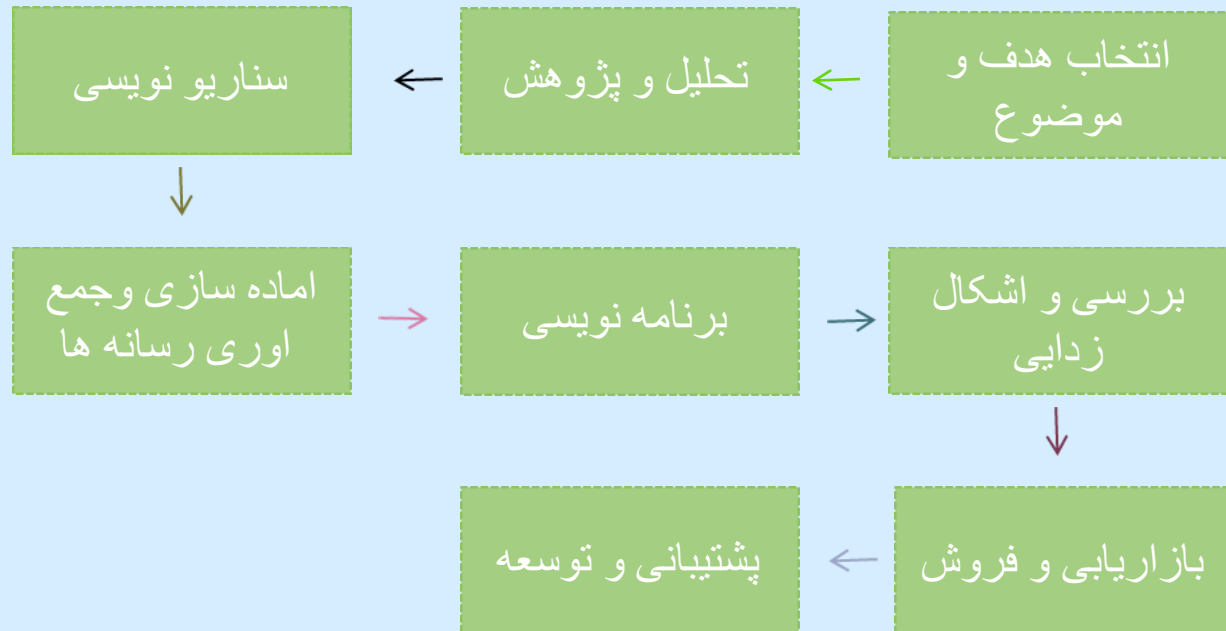 انتخاب هدف و
موضوع
تحلیل و پژوهش
سناریو نویسی
اماده سازی وجمع
اوری رسانه ها
برنامه نویسی
بررسی و اشکال
زدایی
بازاریابی و فروش
پشتیبانی و توسعه